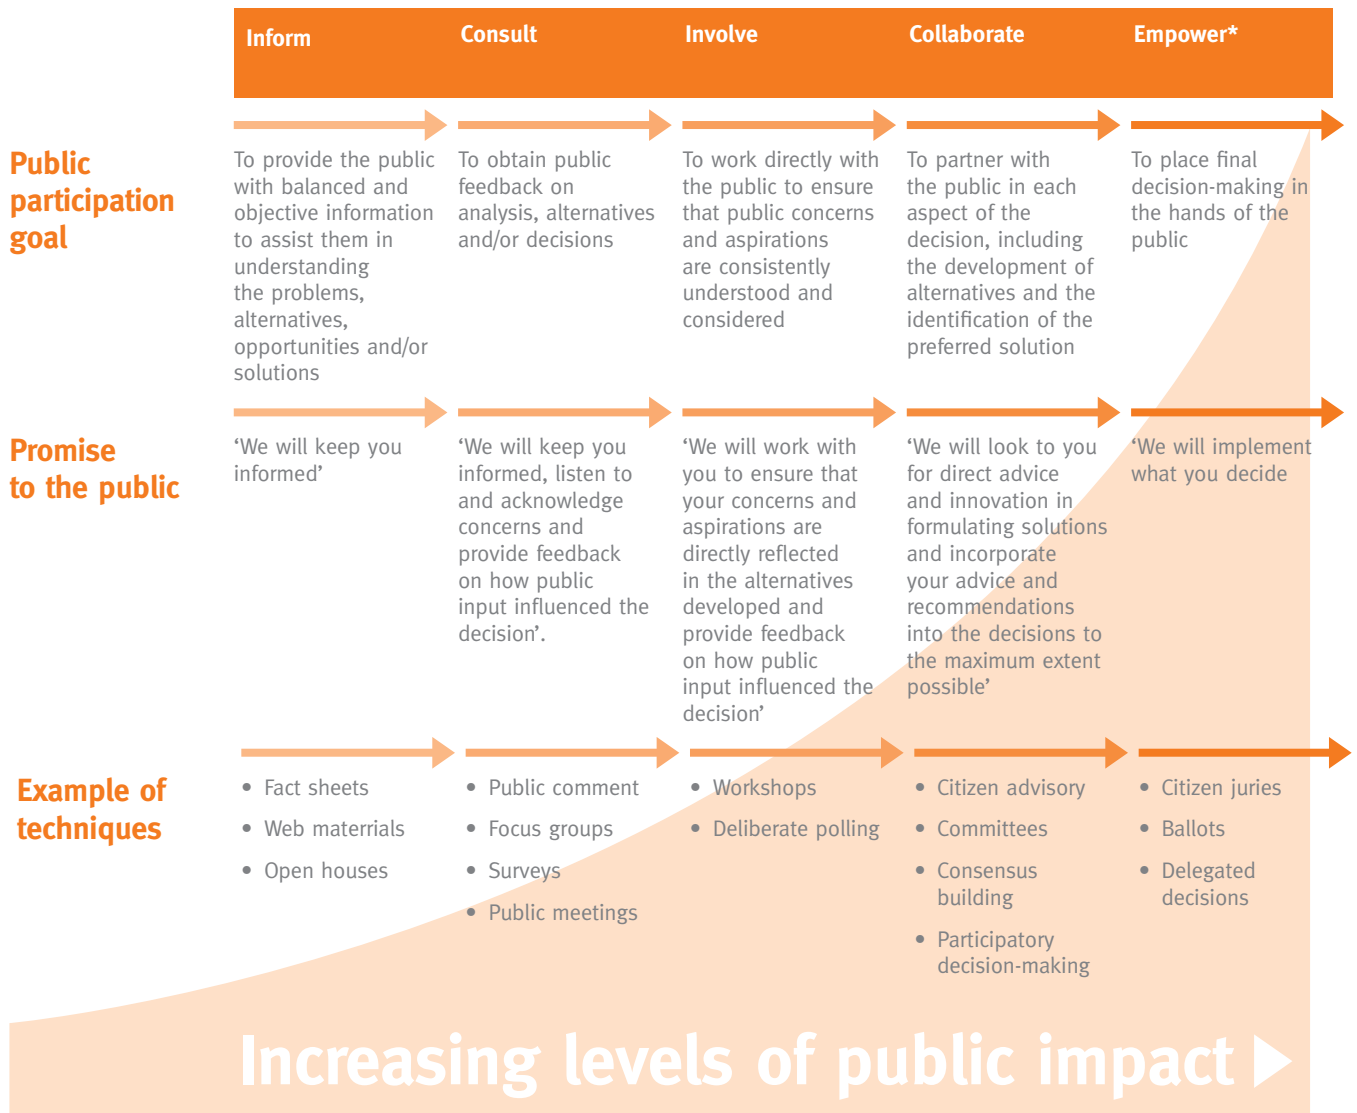 Inform
Consult
Involve
Collaborate
Empower*
Public
participation
goal
To provide the public
with balanced and
objective information
to assist them in
understanding
the problems,
alternatives,
opportunities and/or
solutions
To obtain public
feedback on
analysis, alternatives
and/or decisions
To work directly with
the public to ensure
that public concerns
and aspirations
are consistently
understood and
considered
To partner with
the public in each
aspect of the
decision, including
the development of
alternatives and the
identification of the
preferred solution
To place final
decision-making in
the hands of the
public
Promise
to the public
‘We will keep you
informed’
‘We will keep you
informed, listen to
and acknowledge
concerns and
provide feedback
on how public
input influenced the
decision’.
‘We will work with
you to ensure that
your concerns and
aspirations are
directly reflected
in the alternatives
developed and
provide feedback
on how public
input influenced the
decision’
‘We will look to you
for direct advice
and innovation in
formulating solutions
and incorporate
your advice and
recommendations
into the decisions to
the maximum extent
possible’
‘We will implement
what you decide
Example of
techniques
• Fact sheets
• Web materrials
• Open houses
• Public comment
• Focus groups
• Surveys
• Public meetings
• Workshops
• Deliberate polling
• Citizen advisory
• Committees
• Consensus
building
• Participatory
decision-making
• Citizen juries
• Ballots
• Delegated
decisions
Increasing levels of public impact